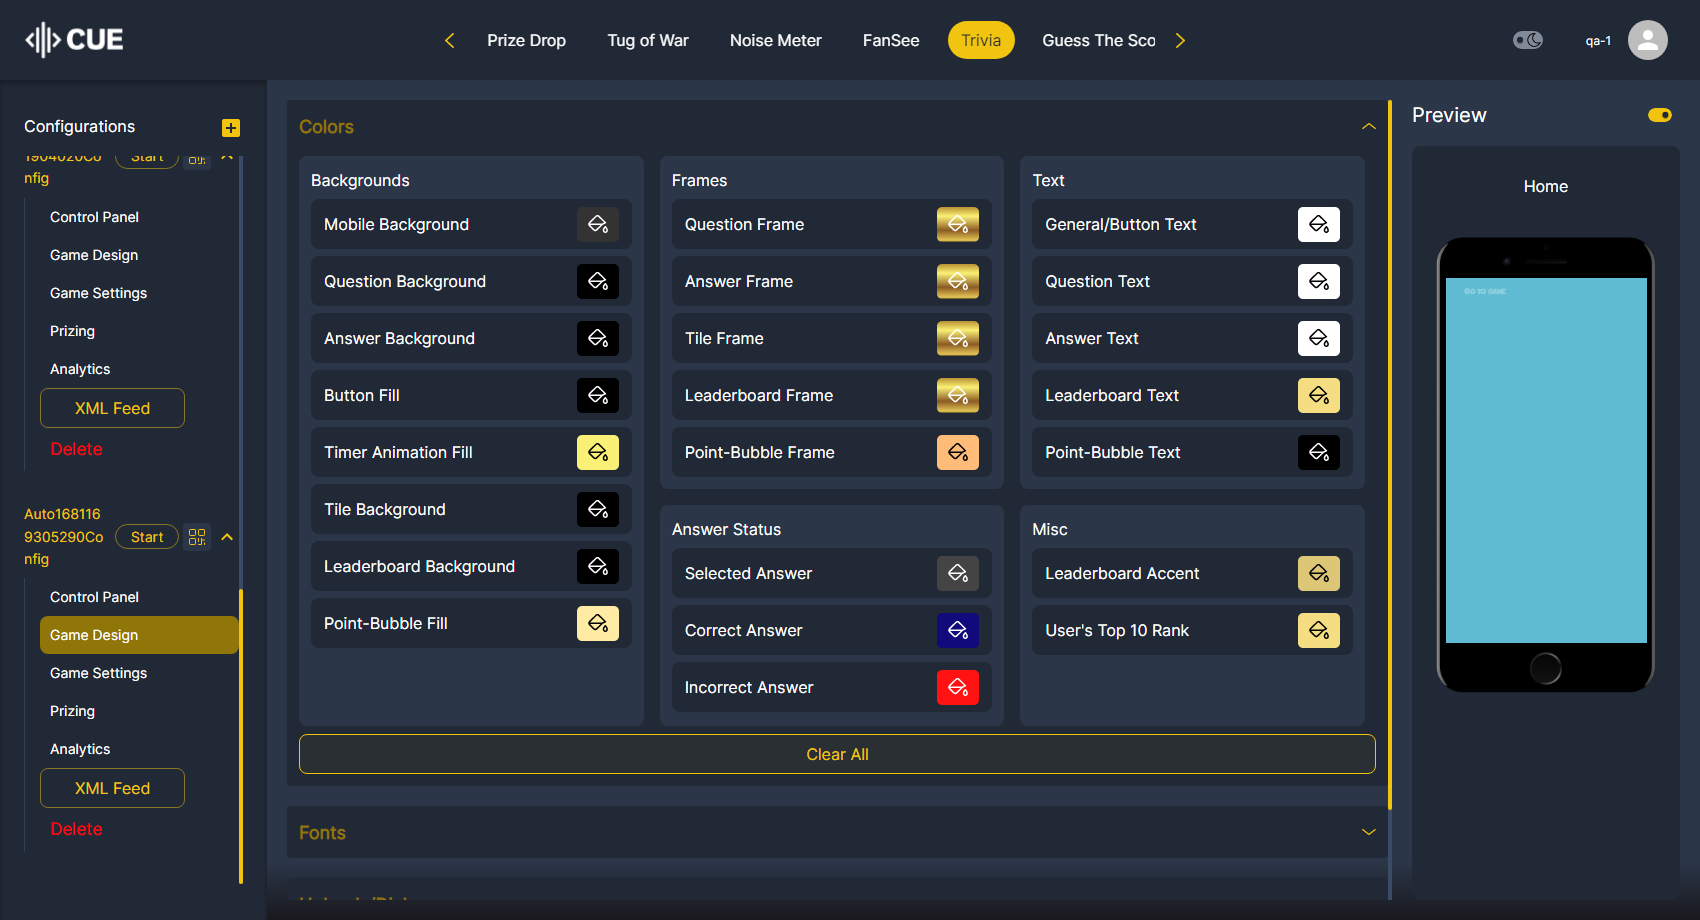 CUE
Prize Drop
Tug of War
Noise Meter
FanSee
Trivia
Guess The Sco
qa-1
Configurations
1904020Co
nfig
Start
Control Panel
Game Design
Game Settings
Prizing
Analytics
XML Feed
Delete
Auto168116
9305290Co
nfig
Start
Control Panel
Game Design
Game Settings
Prizing
Analytics
XML Feed
Delete
Colors
Backgrounds
Mobile Background
Question Background
Answer Background
Button Fill
Timer Animation Fill
Tile Background
Leaderboard Background
Point-Bubble Fill
Frames
Question Frame
Answer Frame
Tile Frame
Leaderboard Frame
Point-Bubble Frame
Text
General/Button Text
Question Text
Answer Text
Leaderboard Text
Point-Bubble Text
Answer Status
Selected Answer
Correct Answer
Incorrect Answer
Misc
Leaderboard Accent
User's Top 10 Rank
Clear All
Fonts
Preview
Home
GO TO GAME